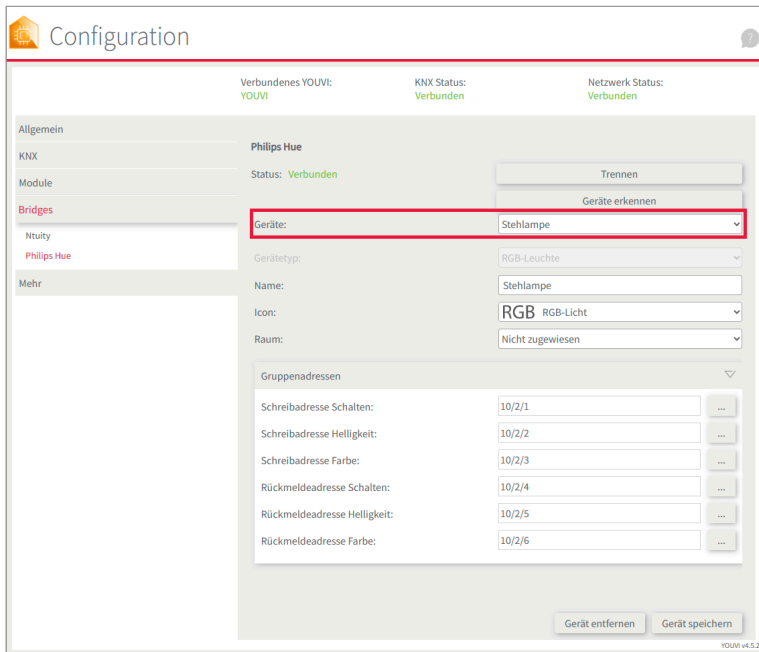 Configuration
?
Verbundenes YOUVI: KNX Status: Netzwerk Status:
YOUVI Verbunden Verbunden
Allgemein
KNX
Module
Bridges
Ntuity
Philips Hue
Mehr
Philips Hue
Status: Verbunden Trennen
Geräte erkennen
Geräte: Stehlampe
Gerätetyp: RGB-Leuchte
Name: Stehlampe
Icon: RGB RGB-Licht
Raum: Nicht zugewiesen
Gruppenadressen
Schreibadresse Schalten: 10/2/1 ...
Schreibadresse Helligkeit: 10/2/2 ...
Schreibadresse Farbe: 10/2/3 ...
Rückmeldeadresse Schalten: 10/2/4 ...
Rückmeldeadresse Helligkeit: 10/2/5 ...
Rückmeldeadresse Farbe: 10/2/6 ...
Gerät entfernen Gerät speichern
YOUVI v4.5.2